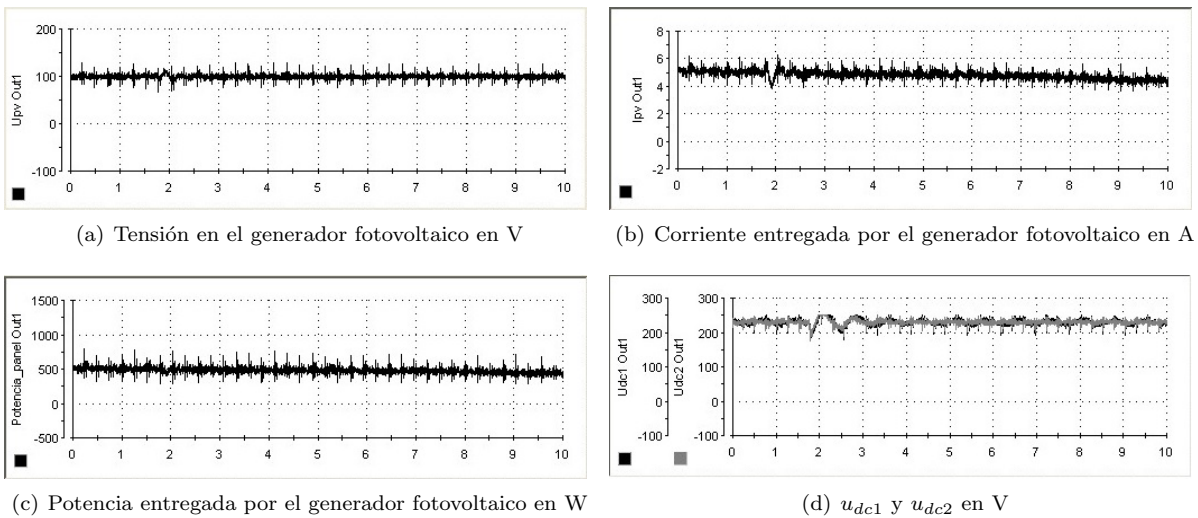 200
100
0
-100
Upv Out1
0 1 2 3 4 5 6 7 8 9 10
(a) Tensión en el generador fotovoltaico en V
8
6
4
2
0
-2
Ipv Out1
0 1 2 3 4 5 6 7 8 9 10
(b) Corriente entregada por el generador fotovoltaico en A
1500
1000
500
0
-500
Potencia_panel Out1
0 1 2 3 4 5 6 7 8 9 10
(c) Potencia entregada por el generador fotovoltaico en W
300 300
200 200
100 100
0 0
-100 -100
Udc1 Out1
Udc2 Out1
0 1 2 3 4 5 6 7 8 9 10
(d) udc1 y udc2 en V